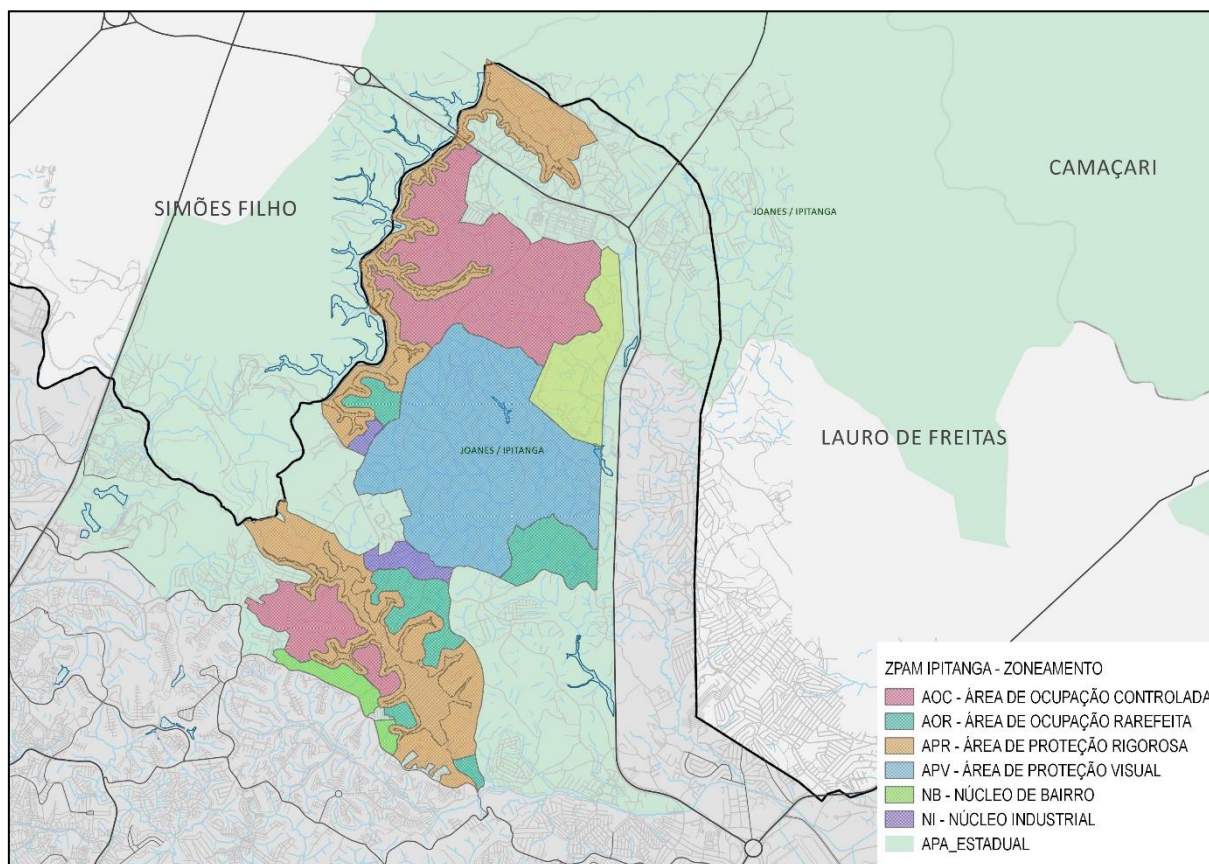 CAMAÇARI
SIMÕES FILHO
JOANES / IPITANGA
LAURO DE FREITAS
JOANES / IPITANGA
ZPAM IPITANGA - ZONEAMENTO
AOC - ÁREA DE OCUPAÇÃO CONTROLADA
AOR - ÁREA DE OCUPAÇÃO RAREFEITA
APR - ÁREA DE PROTEÇÃO RIGOROSA
APV - ÁREA DE PROTEÇÃO VISUAL
NB - NÚCLEO DE BAIRRO
NI - NÚCLEO INDUSTRIAL
APA_ESTADUAL